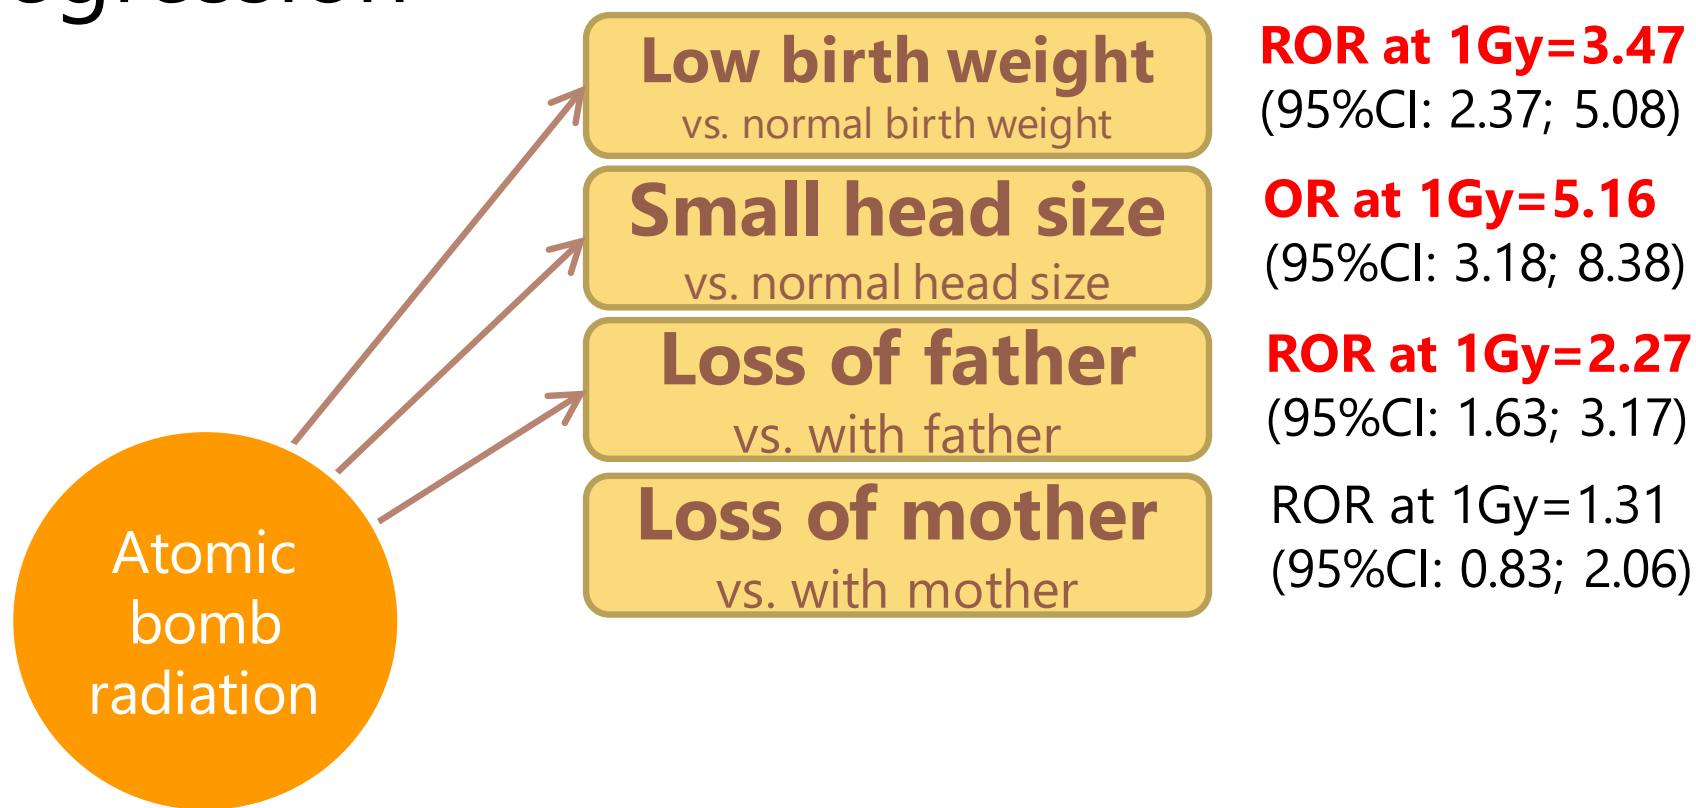 Low birth weight
vs. normal birth weight
ROR at 1Gy=3.47
(95%CI: 2.37; 5.08)
Small head size
vs. normal head size
OR at 1Gy=5.16
(95%CI: 3.18; 8.38)
Loss of father
vs. with father
ROR at 1Gy=2.27
(95%CI: 1.63; 3.17)
Loss of mother
vs. with mother
ROR at 1Gy=1.31
(95%CI: 0.83; 2.06)
Atomic
bomb
radiation